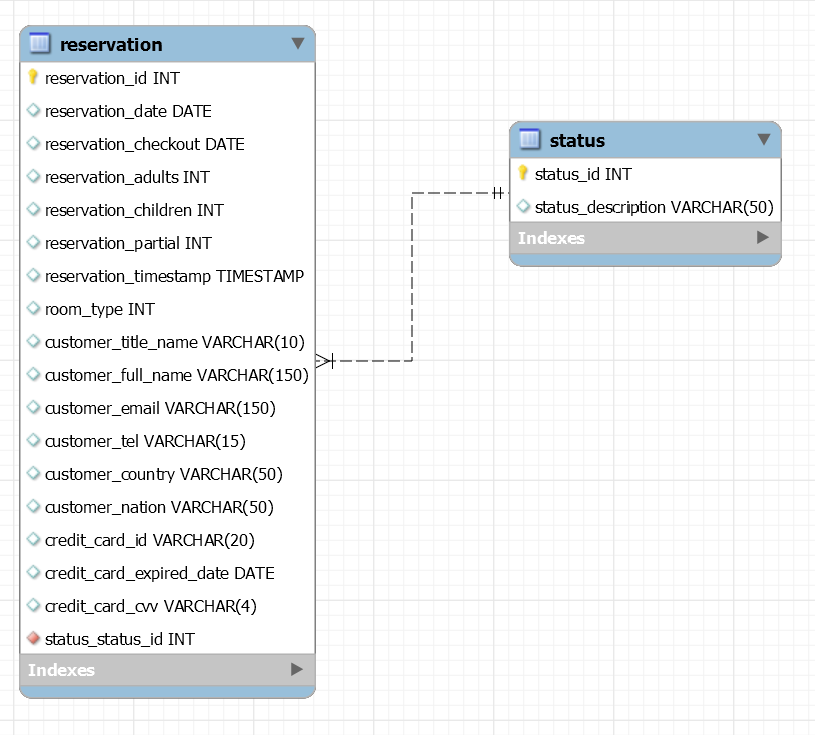 reservation
reservation_id INT
reservation_date DATE
reservation_checkout DATE
reservation_adults INT
reservation_children INT
reservation_partial INT
reservation_timestamp TIMESTAMP
room_type INT
customer_title_name VARCHAR(10)
customer_full_name VARCHAR(150)
customer_email VARCHAR(150)
customer_tel VARCHAR(15)
customer_country VARCHAR(50)
customer_nation VARCHAR(50)
credit_card_id VARCHAR(20)
credit_card_expired_date DATE
credit_card_cvv VARCHAR(4)
status_status_id INT
Indexes
status
status_id INT
status_description VARCHAR(50)
Indexes